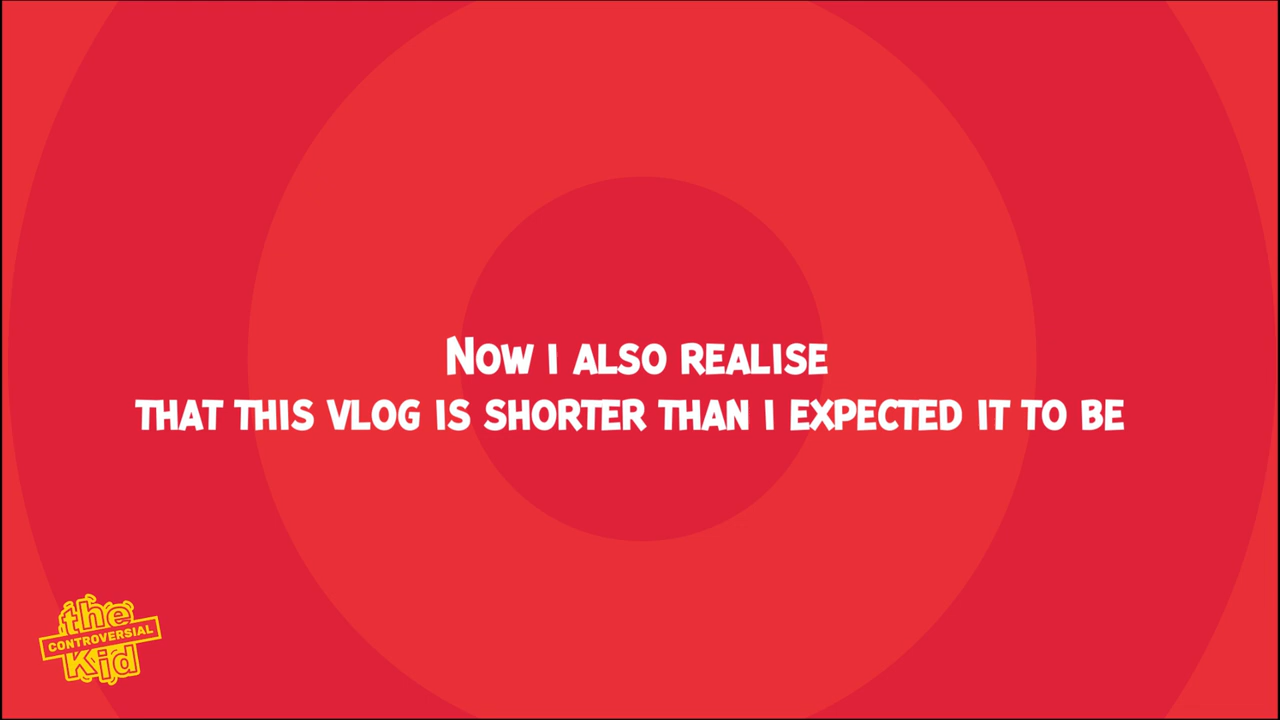 Now i also realise
that this vlog is shorter than i expected it to be
the
CONTROVERSIAL
Kid